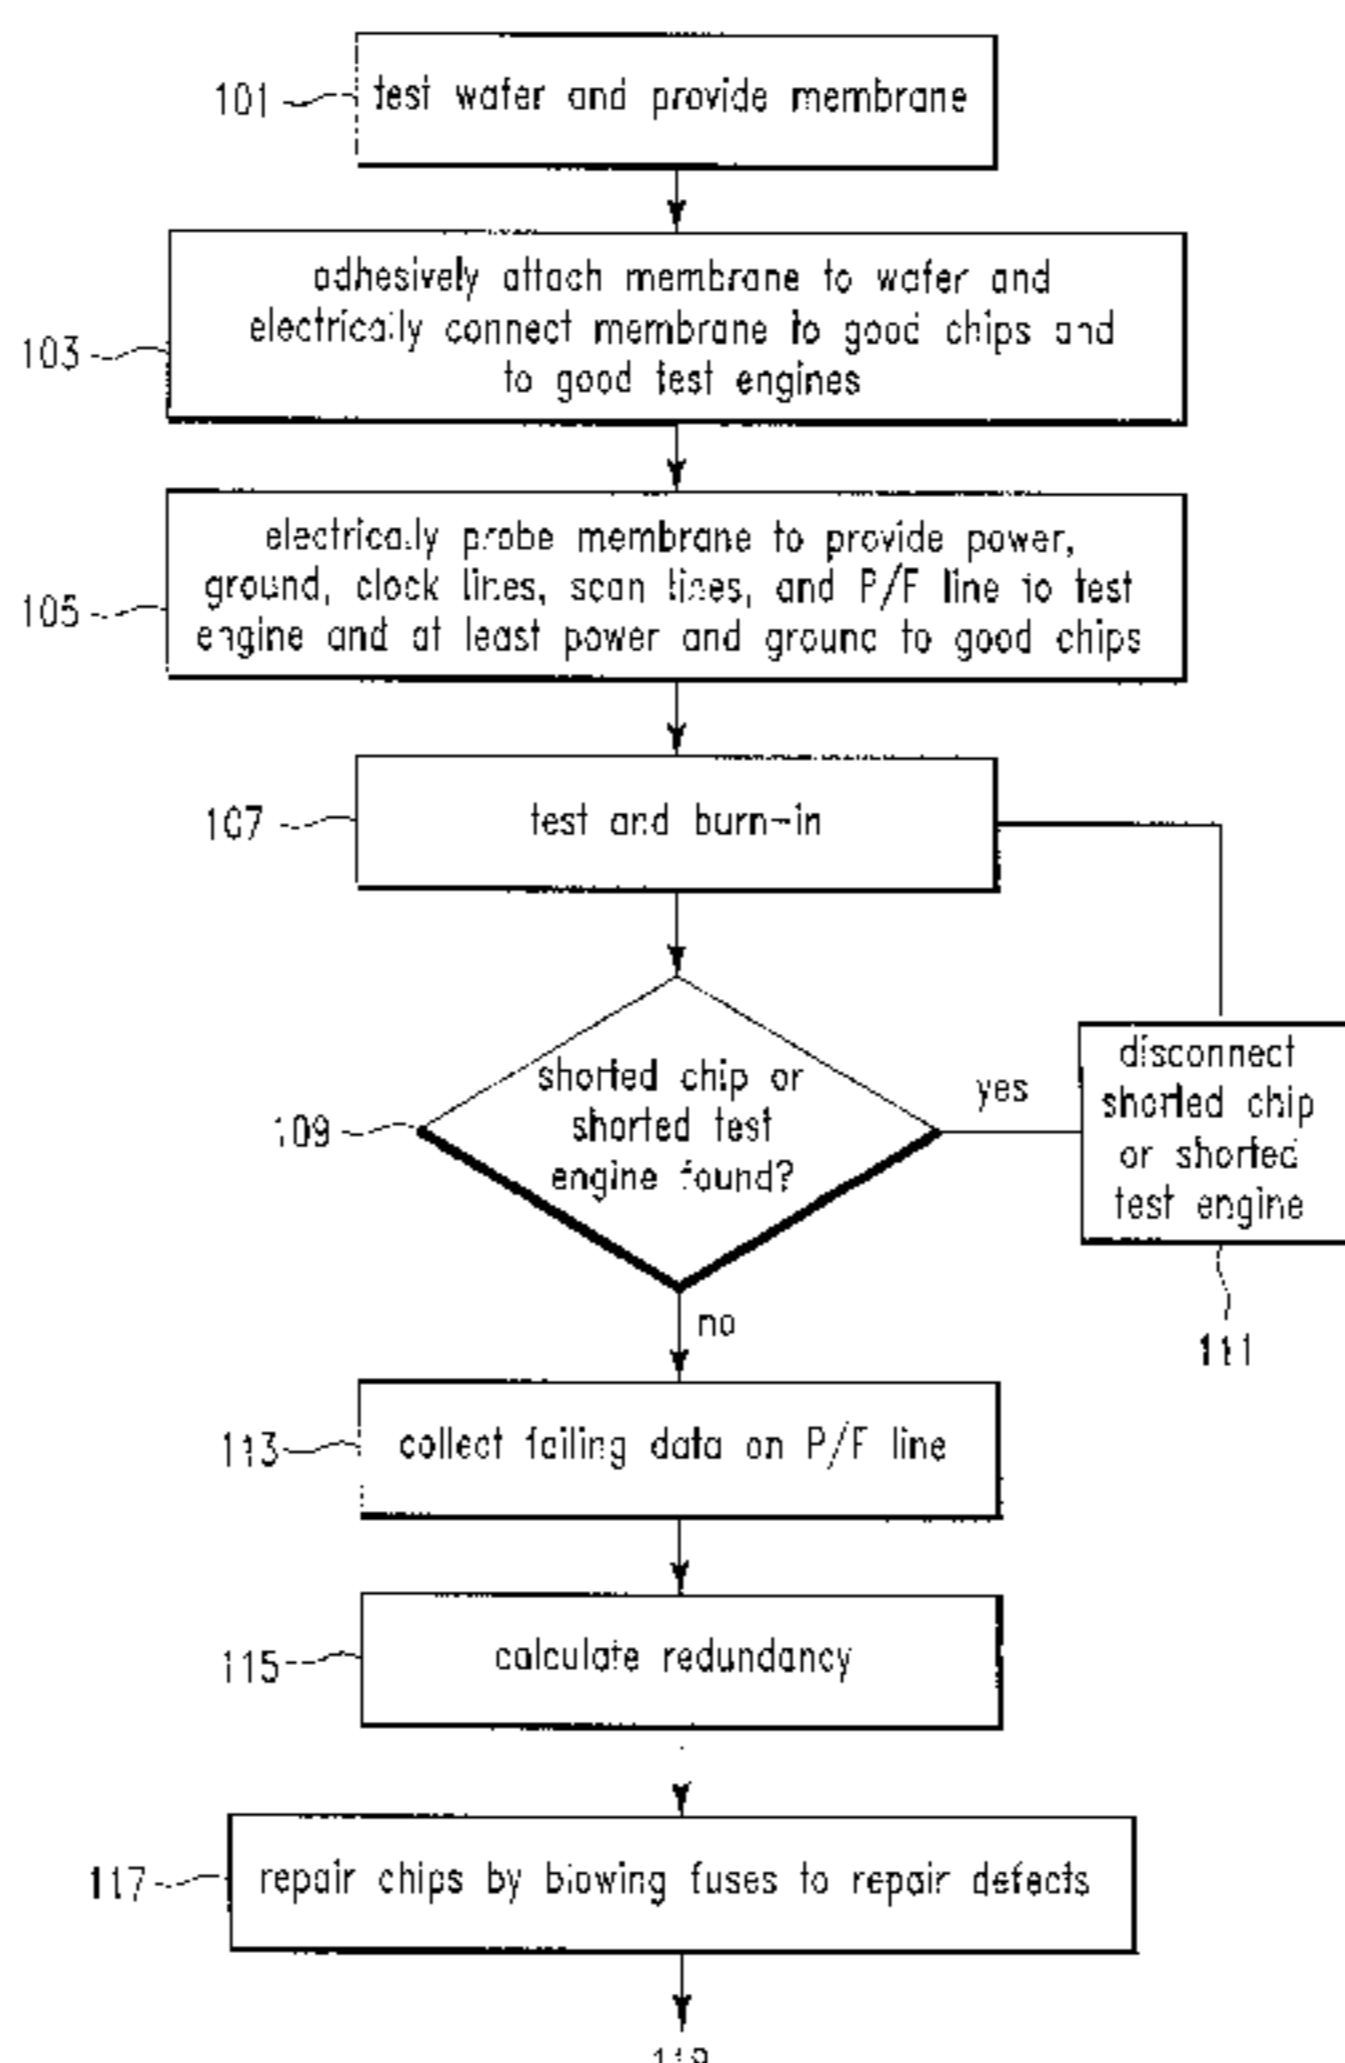 101
test wafer and provide membrane
adhesively attach membrane to wafer and
electrically connect membrane to good chips and
to good test engines
103
electrically probe membrane to provide power,
ground, clock lines, scan lines, and P/F line to test
engine and at least power and ground to good chips
105
107
test and burn-in
shorted chip or
shorted test
engine found?
109
yes
disconnect
shorted chip
or shorted
test engine
111
no
113
collect failing data on P/F line
115
calculate redundancy
117
repair chips by blowing fuses to repair defects